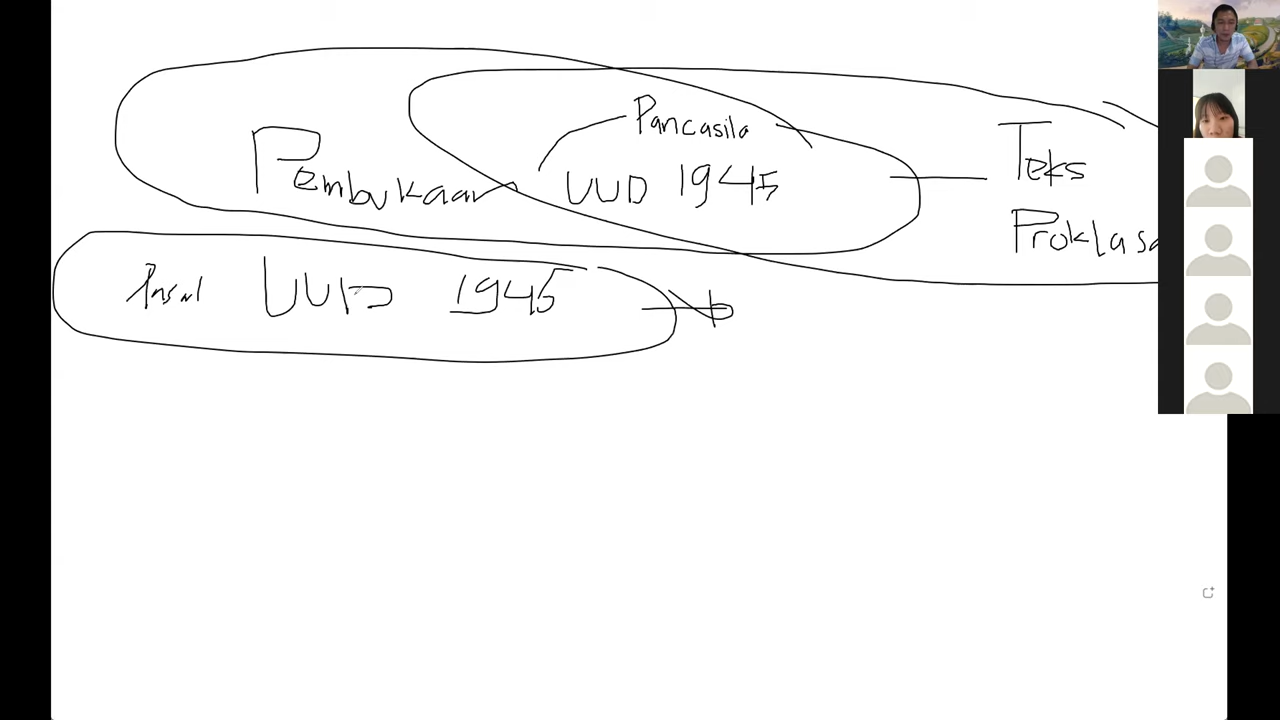 Pancasila
Pembukaan UUD 1945
Teks
Proklasa
Pasal UUD 1945